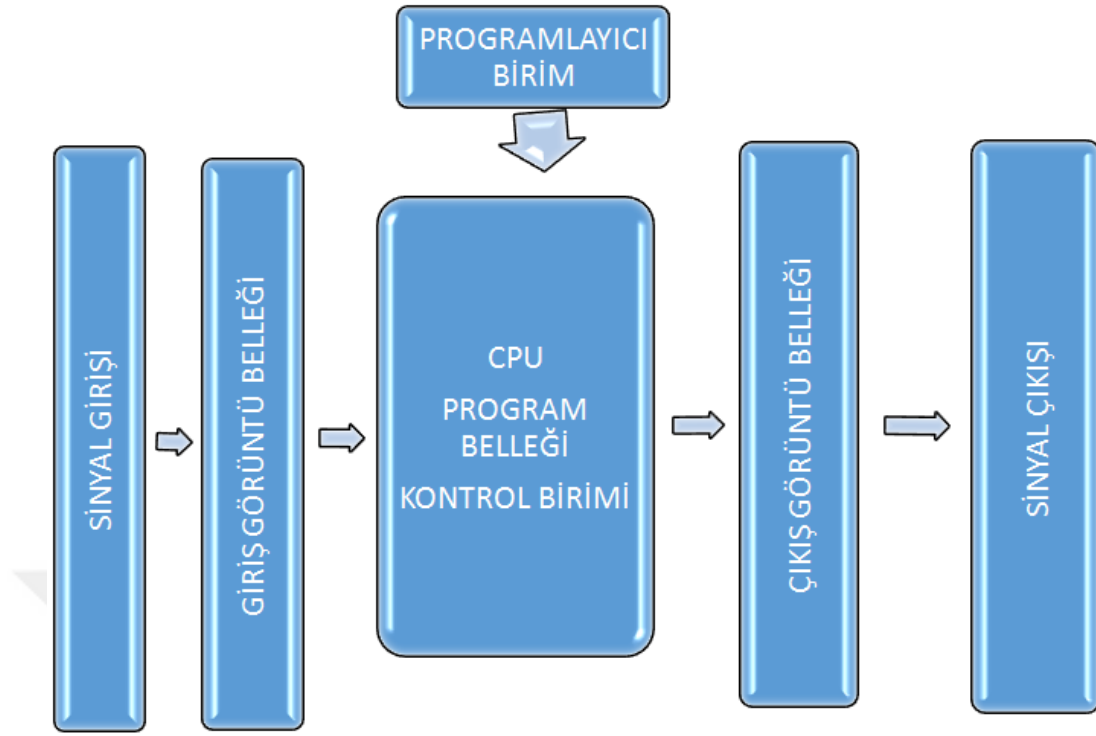 PROGRAMLAYICI
BİRİM
SİNYAL GİRİŞİ
GİRİŞ GÖRÜNTÜ BELLEĞİ
CPU
PROGRAM
BELLEĞİ
KONTROL BİRİMİ
ÇIKIŞ GÖRÜNTÜ BELLEĞİ
SİNYAL ÇIKIŞI